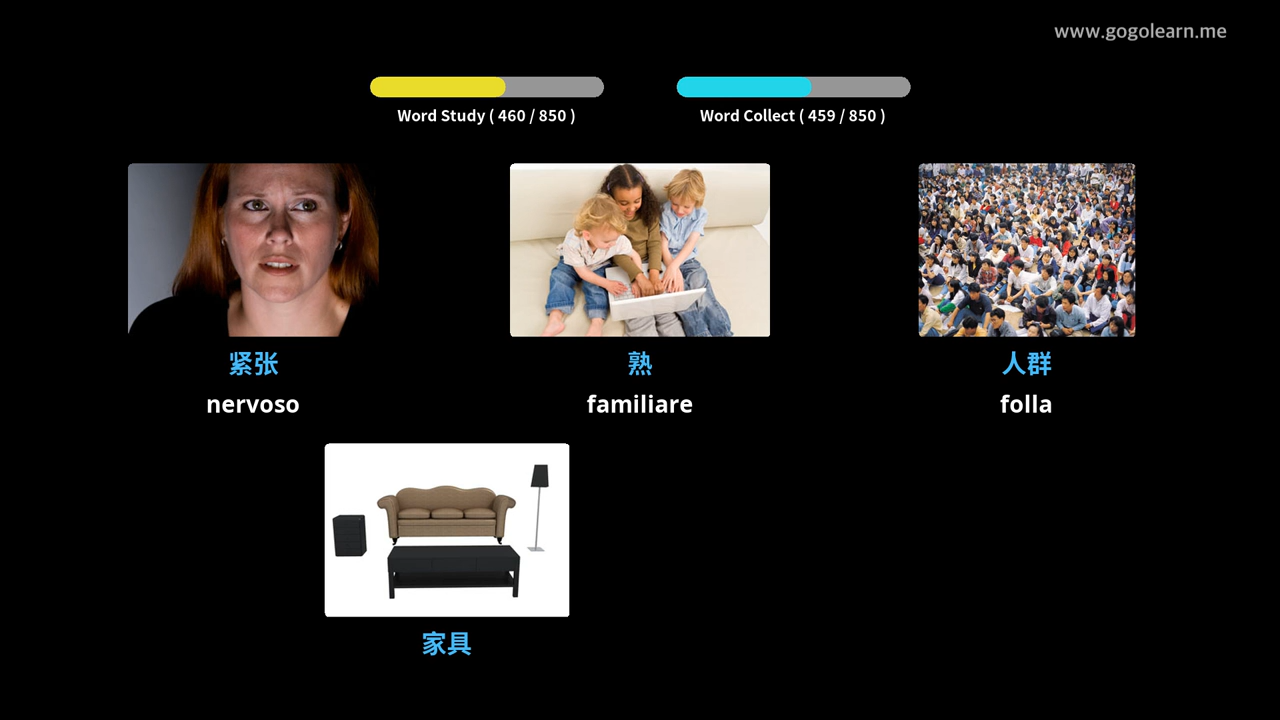 www.gogolearn.me
Word Study ( 460 / 850 )
Word Collect ( 459 / 850 )
紧张
熟
人群
nervoso
familiare
folla
家具